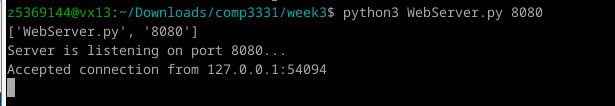 z5369144@vx13:~/Downloads/comp3331/week3$ python3 WebServer.py 8080
['WebServer.py', '8080']
Server is listening on port 8080...
Accepted connection from 127.0.0.1:54094